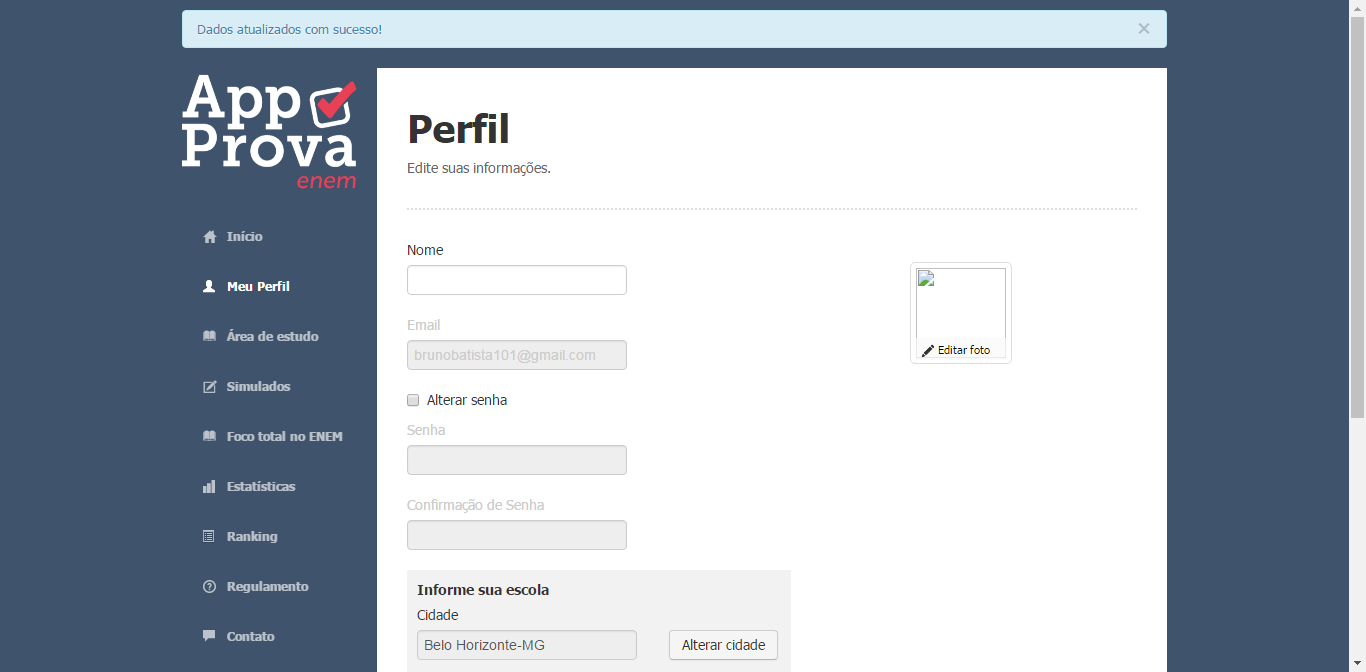 Dados atualizados com sucesso!
×
App
Prova
enem
Início
Meu Perfil
Área de estudo
Simulados
Foco total no ENEM
Estatísticas
Ranking
Regulamento
Contato
Perfil
Edite suas informações.
Nome
Email
brunobatista101@gmail.com
Alterar senha
Senha
Confirmação de Senha
Informe sua escola
Cidade
Belo Horizonte-MG
Alterar cidade
Editar foto